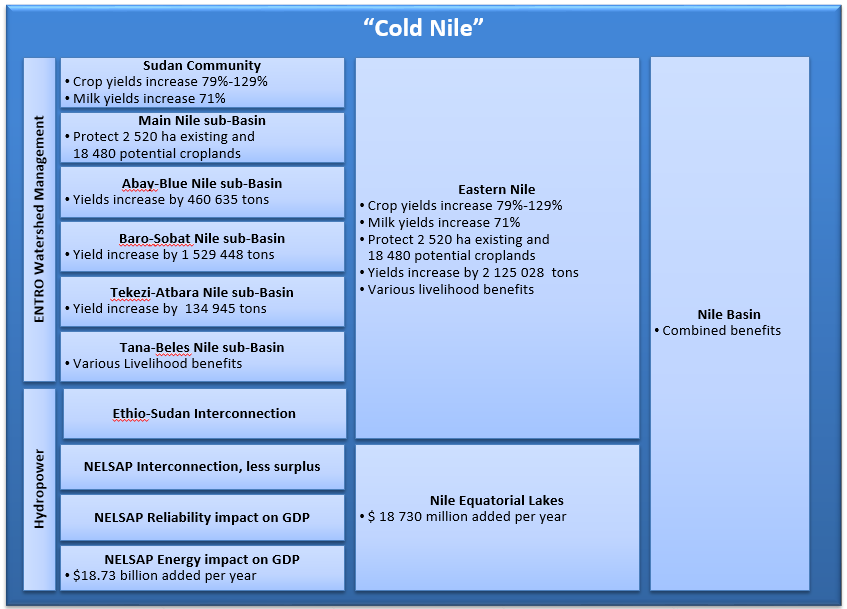 “Cold Nile”
ENTRO Watershed Management
Sudan Community
• Crop yields increase 79%-129%
• Milk yields increase 71%
Main Nile sub-Basin
• Protect 2 520 ha existing and
18 480 potential croplands
Abay-Blue Nile sub-Basin
• Yields increase by 460 635 tons
Baro-Sobat Nile sub-Basin
• Yield increase by 1 529 448 tons
Tekezi-Atbara Nile sub-Basin
• Yield increase by 134 945 tons
Tana-Beles Nile sub-Basin
• Various Livelihood benefits
Hydropower
Ethio-Sudan Interconnection
NELSAP Interconnection, less surplus
NELSAP Reliability impact on GDP
NELSAP Energy impact on GDP
• $18.73 billion added per year
Eastern Nile
• Crop yields increase 79%-129%
• Milk yields increase 71%
• Protect 2 520 ha existing and
18 480 potential croplands
• Yields increase by 2 125 028 tons
• Various livelihood benefits
Nile Equatorial Lakes
• $ 18 730 million added per year
Nile Basin
• Combined benefits